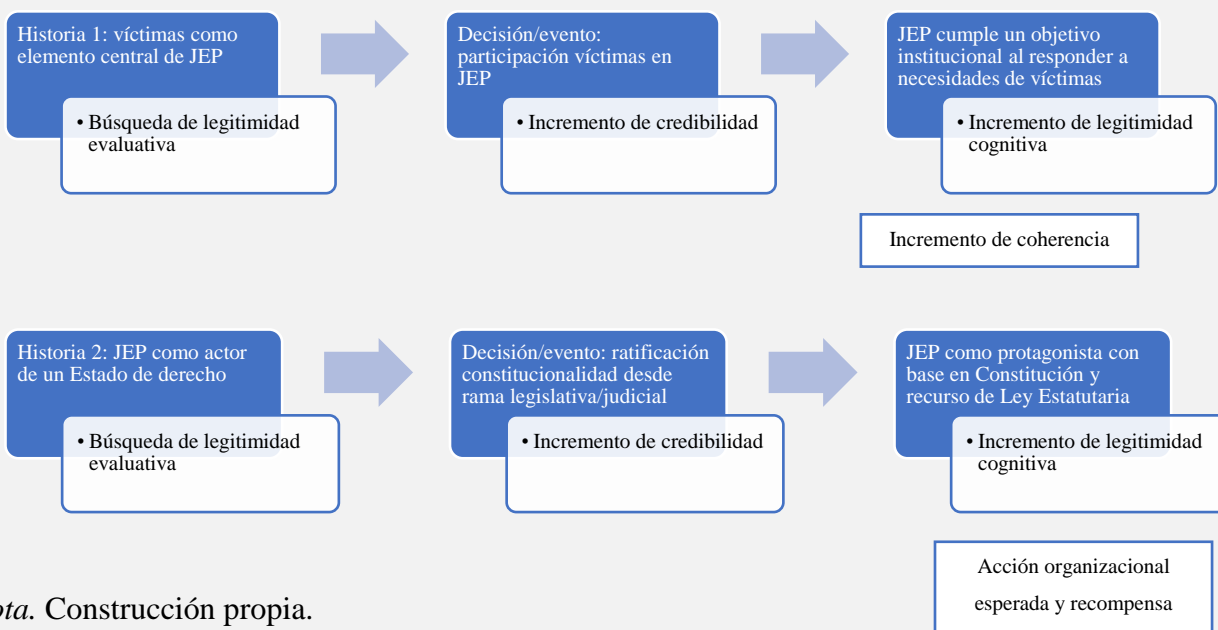 Historia 1: víctimas como
elemento central de JEP
• Búsqueda de legitimidad
evaluativa
Decisión/evento:
participación víctimas en
JEP
• Incremento de credibilidad
JEP cumple un objetivo
institucional al responder a
necesidades de víctimas
• Incremento de legitimidad
cognitiva
Incremento de coherencia
Historia 2: JEP como actor
de un Estado de derecho
• Búsqueda de legitimidad
evaluativa
Decisión/evento: ratificación
constitucionalidad desde
rama legislativa/judicial
• Incremento de credibilidad
JEP como protagonista con
base en Constitución y
recurso de Ley Estatutaria
• Incremento de legitimidad
cognitiva
Acción organizacional
esperada y recompensa
ota. Construcción propia.